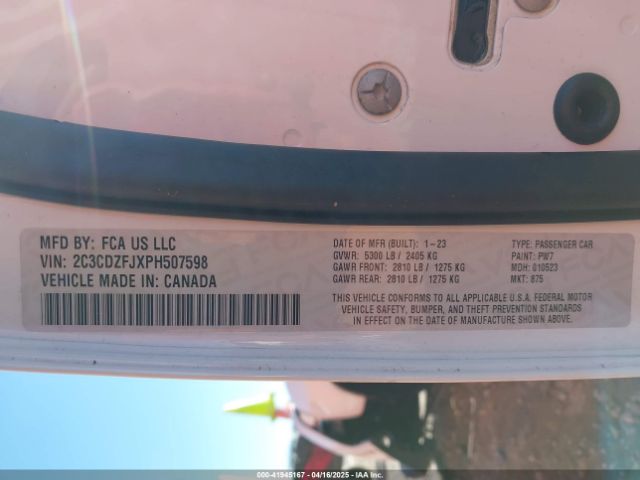 MFD BY: FCA US LLC
VIN: 2C3CDZFJXPH507598
VEHICLE MADE IN: CANADA
DATE OF MFR (BUILT): 1-23
GVWR: 5300 LB / 2405 KG
GAWR FRONT: 2810 LB / 1275 KG
GAWR REAR: 2810 LB / 1275 KG
TYPE: PASSENGER CAR
PAINT: PW7
MDH: 010523
MKT: 875
THIS VEHICLE CONFORMS TO ALL APPLICABLE U.S.A. FEDERAL MOTOR
VEHICLE SAFETY, BUMPER, AND THEFT PREVENTION STANDARDS
IN EFFECT ON THE DATE OF MANUFACTURE SHOWN ABOVE.
000-41945167 - 04/16/2025 - IAA Inc.